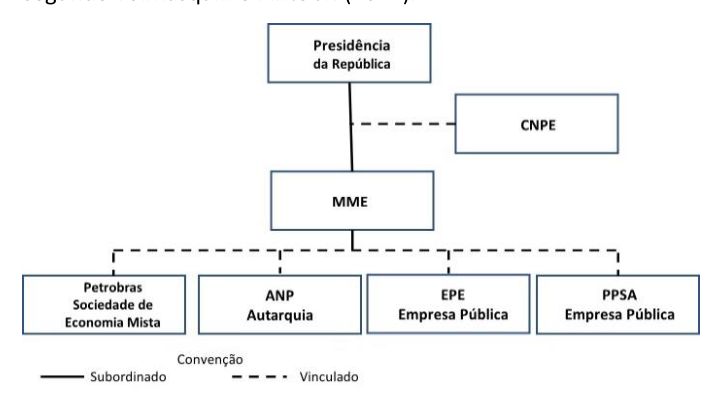 Presidência
da República
CNPE
MME
Petrobras
Sociedade de
Economia Mista
ANP
Autarquia
EPE
Empresa Pública
PPSA
Empresa Pública
Convenção
Subordinado
Vinculado